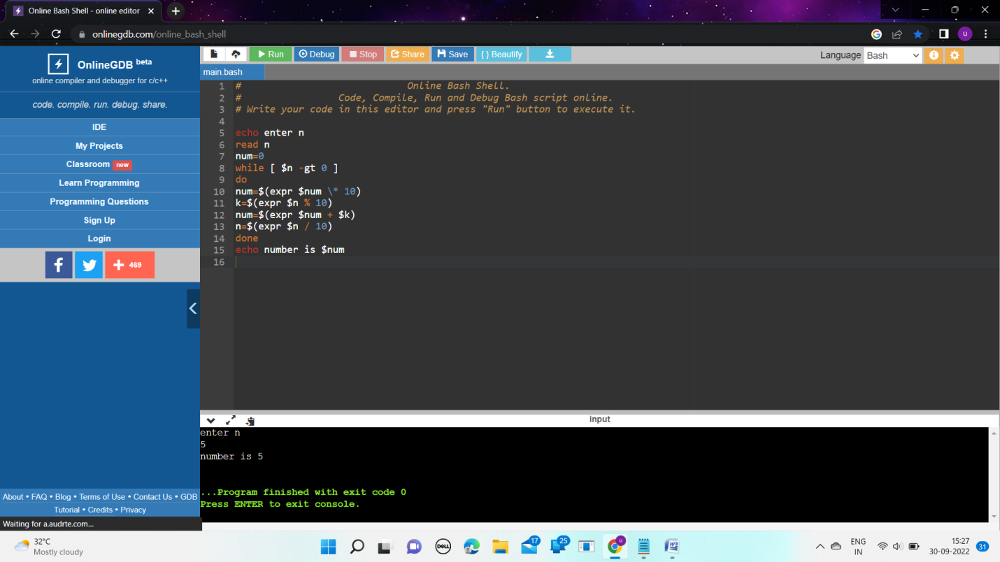 Online Bash Shell - online editor
onlinegdb.com/online_bash_shell
u
OnlineGDB beta
online compiler and debugger for c/c++
code. compile. run. debug. share.
IDE
My Projects
Classroom new
Learn Programming
Programming Questions
Sign Up
Login
469
About • FAQ • Blog • Terms of Use • Contact Us • GDB
Tutorial • Credits • Privacy
Waiting for a.audrte.com...
Run Debug Stop Share Save { } Beautify
Language Bash
main.bash
1 # Online Bash Shell.
2 # Code, Compile, Run and Debug Bash script online.
3 # Write your code in this editor and press "Run" button to execute it.
4
5 echo enter n
6 read n
7 num=0
8 while [ $n -gt 0 ]
9 do
10 num=$(expr $num \* 10)
11 k=$(expr $n % 10)
12 num=$(expr $num + $k)
13 n=$(expr $n / 10)
14 done
15 echo number is $num
16
input
enter n
5
number is 5
...Program finished with exit code 0
Press ENTER to exit console.
32°C
Mostly cloudy
DELL
17
25
u
ENG
IN
15:27
30-09-2022
31